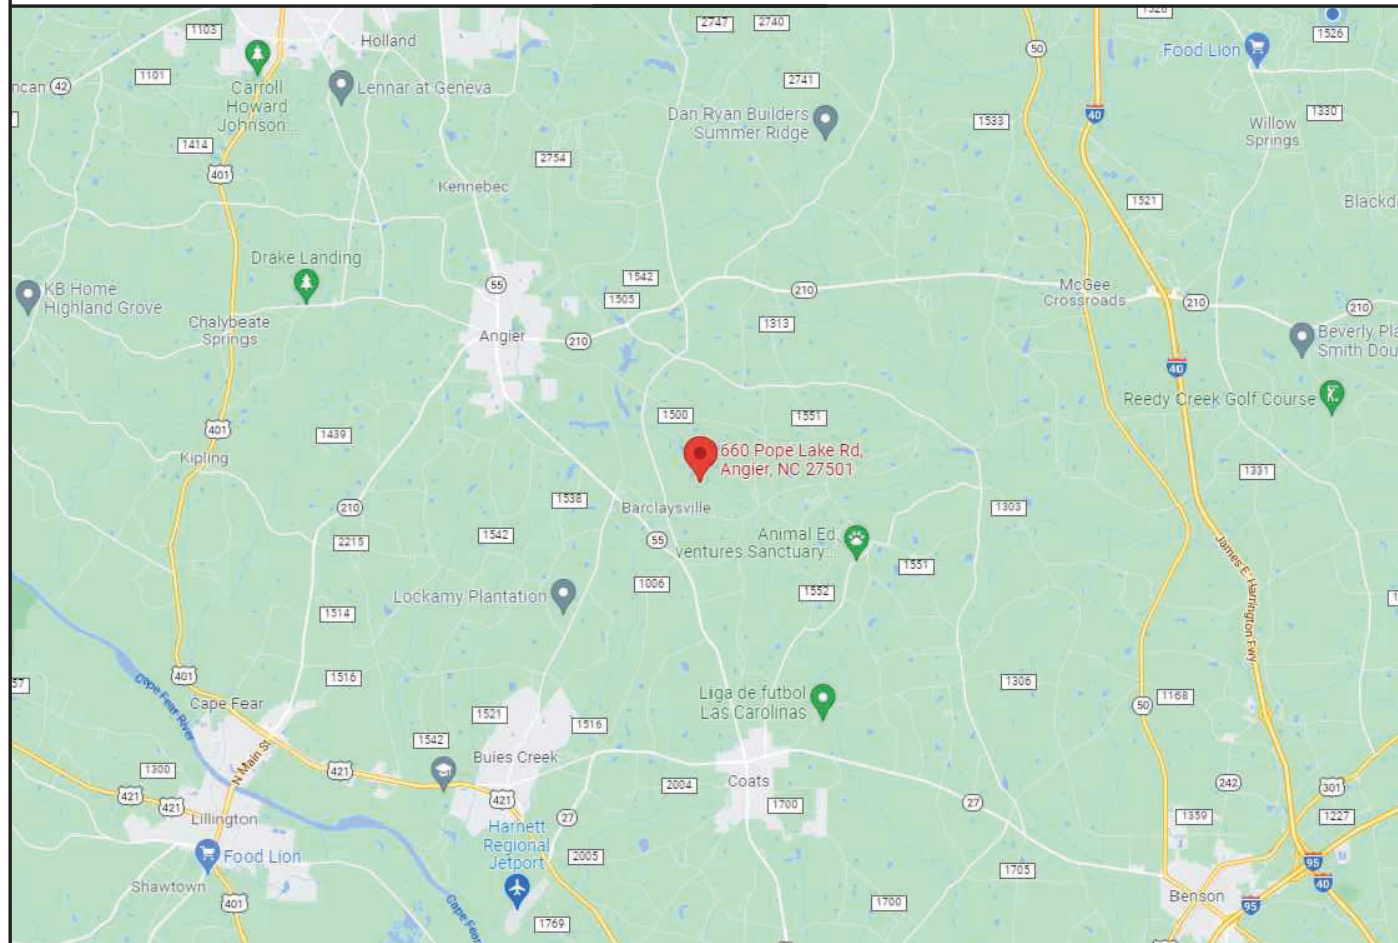 2747
2740
1526
1103
Holland
50
Food Lion
1526
42
1101
Carroll
Howard
Johnson...
Lennar at Geneva
2741
Dan Ryan Builders
Summer Ridge
1533
40
Willow
Springs
1330
1414
401
2754
Kennebec
1521
Drake Landing
KB Home
Highland Grove
55
1542
1505
210
McGee
Crossroads
210
210
Chalybeate
Springs
Angier
210
1313
Beverly Pla
Smith Dou
40
Reedy Creek Golf Course
401
1439
1500
1551
Kipling
660 Pope Lake Rd,
Angier, NC 27501
1331
210
1538
Barclaysville
1303
2215
1542
55
Animal Ed.
ventures Sanctuary...
1551
James E. Harrington Fwy
Lockamy Plantation
1006
1552
1514
401
1516
Cape Fear River
Cape Fear
57
Liga de futbol
Las Carolinas
1306
1168
50
1521
1516
1542
N Main St
Buies Creek
1300
421
421
421
421
2004
Coats
1700
27
242
301
Lillington
27
1359
1227
Harnett
Regional
Jetport
Food Lion
2005
1705
95
40
Shawtown
401
Cape Fear
1769
1700
Benson
95